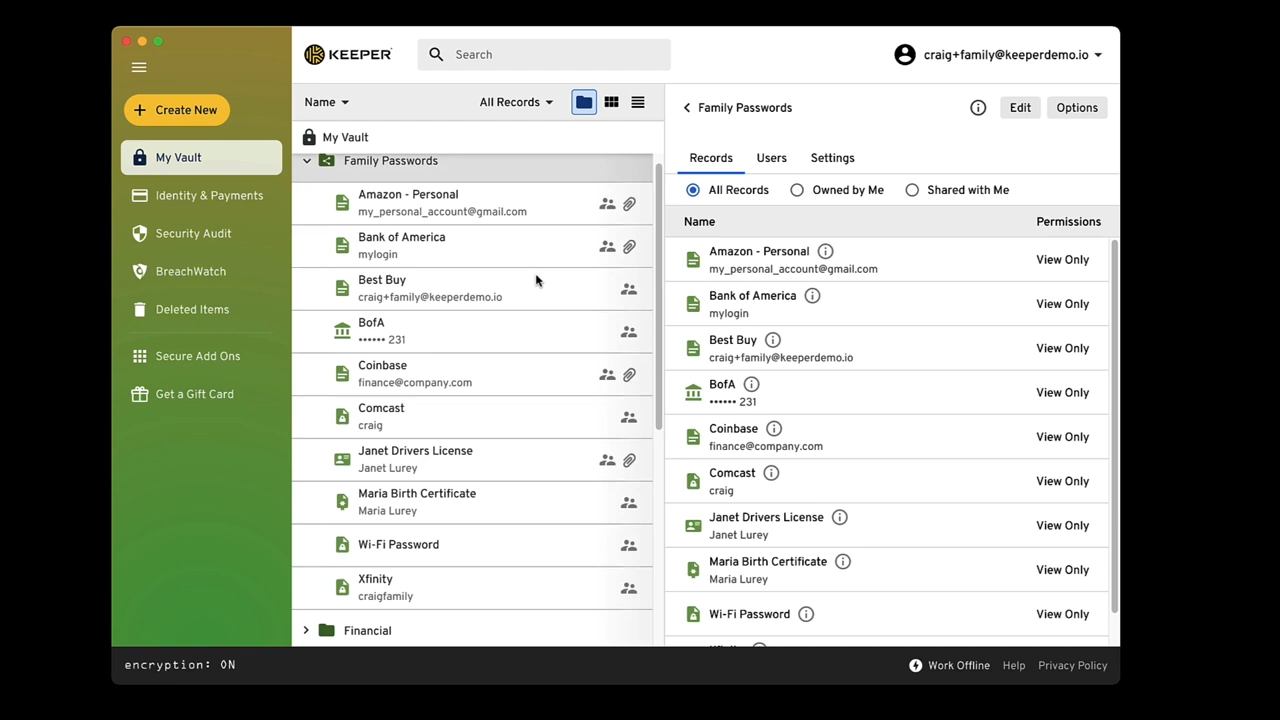 KEEPER
Search
craig+family@keeperdemo.io
Create New
My Vault
Identity & Payments
Security Audit
BreachWatch
Deleted Items
Secure Add Ons
Get a Gift Card
Name
All Records
My Vault
Family Passwords
Amazon - Personal
my_personal_account@gmail.com
Bank of America
mylogin
Best Buy
craig+family@keeperdemo.io
BofA
•••••• 231
Coinbase
finance@company.com
Comcast
craig
Janet Drivers License
Janet Lurey
Maria Birth Certificate
Maria Lurey
Wi-Fi Password
Xfinity
craigfamily
Financial
Family Passwords
Edit
Options
Records Users Settings
All Records Owned by Me Shared with Me
Name Permissions
Amazon - Personal
my_personal_account@gmail.com
View Only
Bank of America
mylogin
View Only
Best Buy
craig+family@keeperdemo.io
View Only
BofA
•••••• 231
View Only
Coinbase
finance@company.com
View Only
Comcast
craig
View Only
Janet Drivers License
Janet Lurey
View Only
Maria Birth Certificate
Maria Lurey
View Only
Wi-Fi Password
View Only
encryption: ON
Work Offline Help Privacy Policy